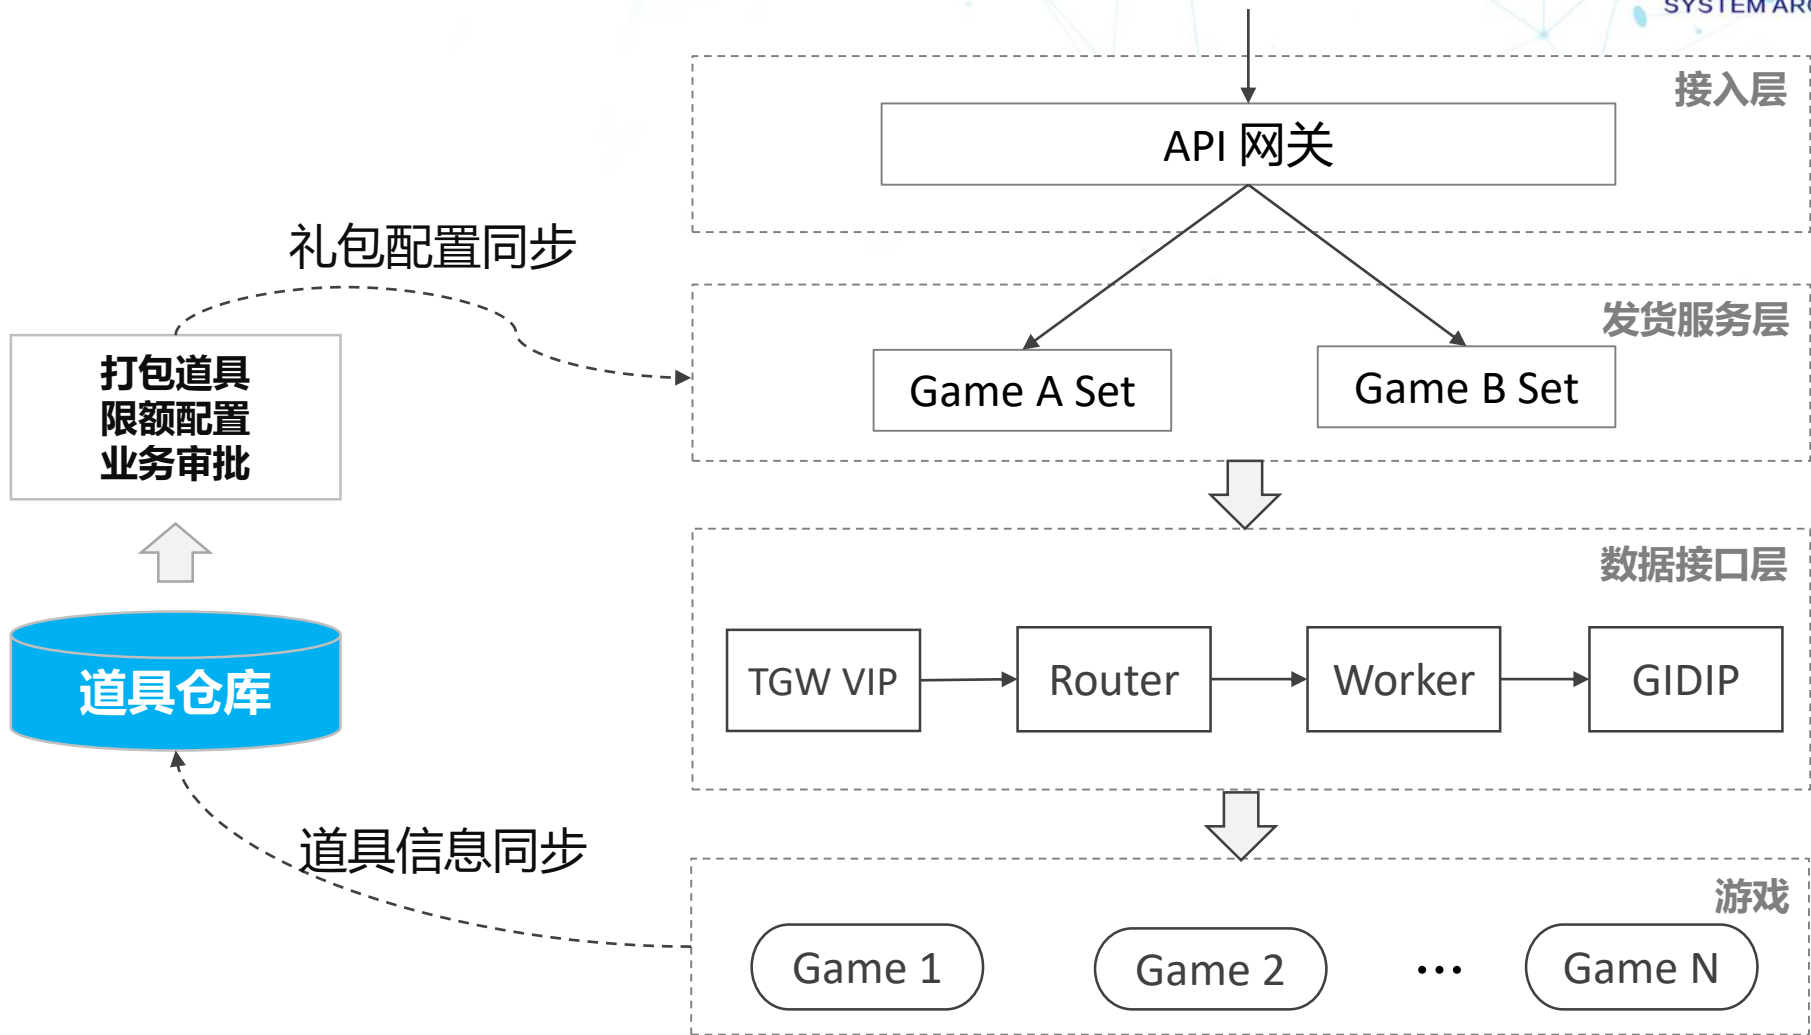 SYSTEM ARC
接入层
API 网关
礼包配置同步
发货服务层
打包道具
限额配置
业务审批
Game A Set
Game B Set
数据接口层
道具仓库
TGW VIP
Router
Worker
GIDIP
道具信息同步
游戏
Game 1
Game 2
...
Game N